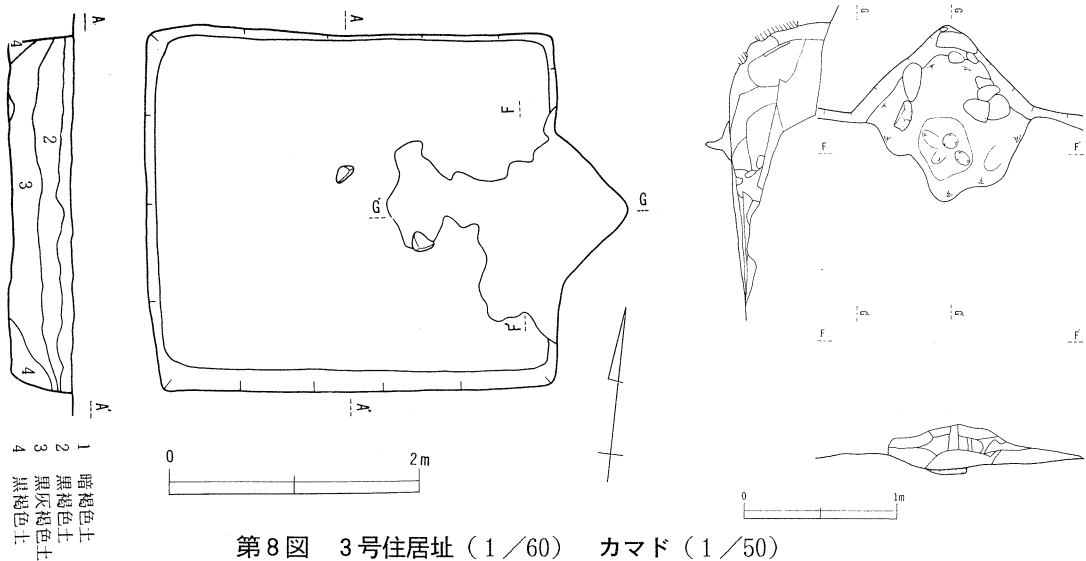 A
A
A'
A'
G
G'
F
F'
1 暗褐色土
2 黒褐色土
3 黒灰褐色土
4 黒褐色土
4
2
3
4
0 2m
G
G
F
F'
G'
G'
F
F'
0 1m
第8図 3号住居址(1/60) カマド(1/50)